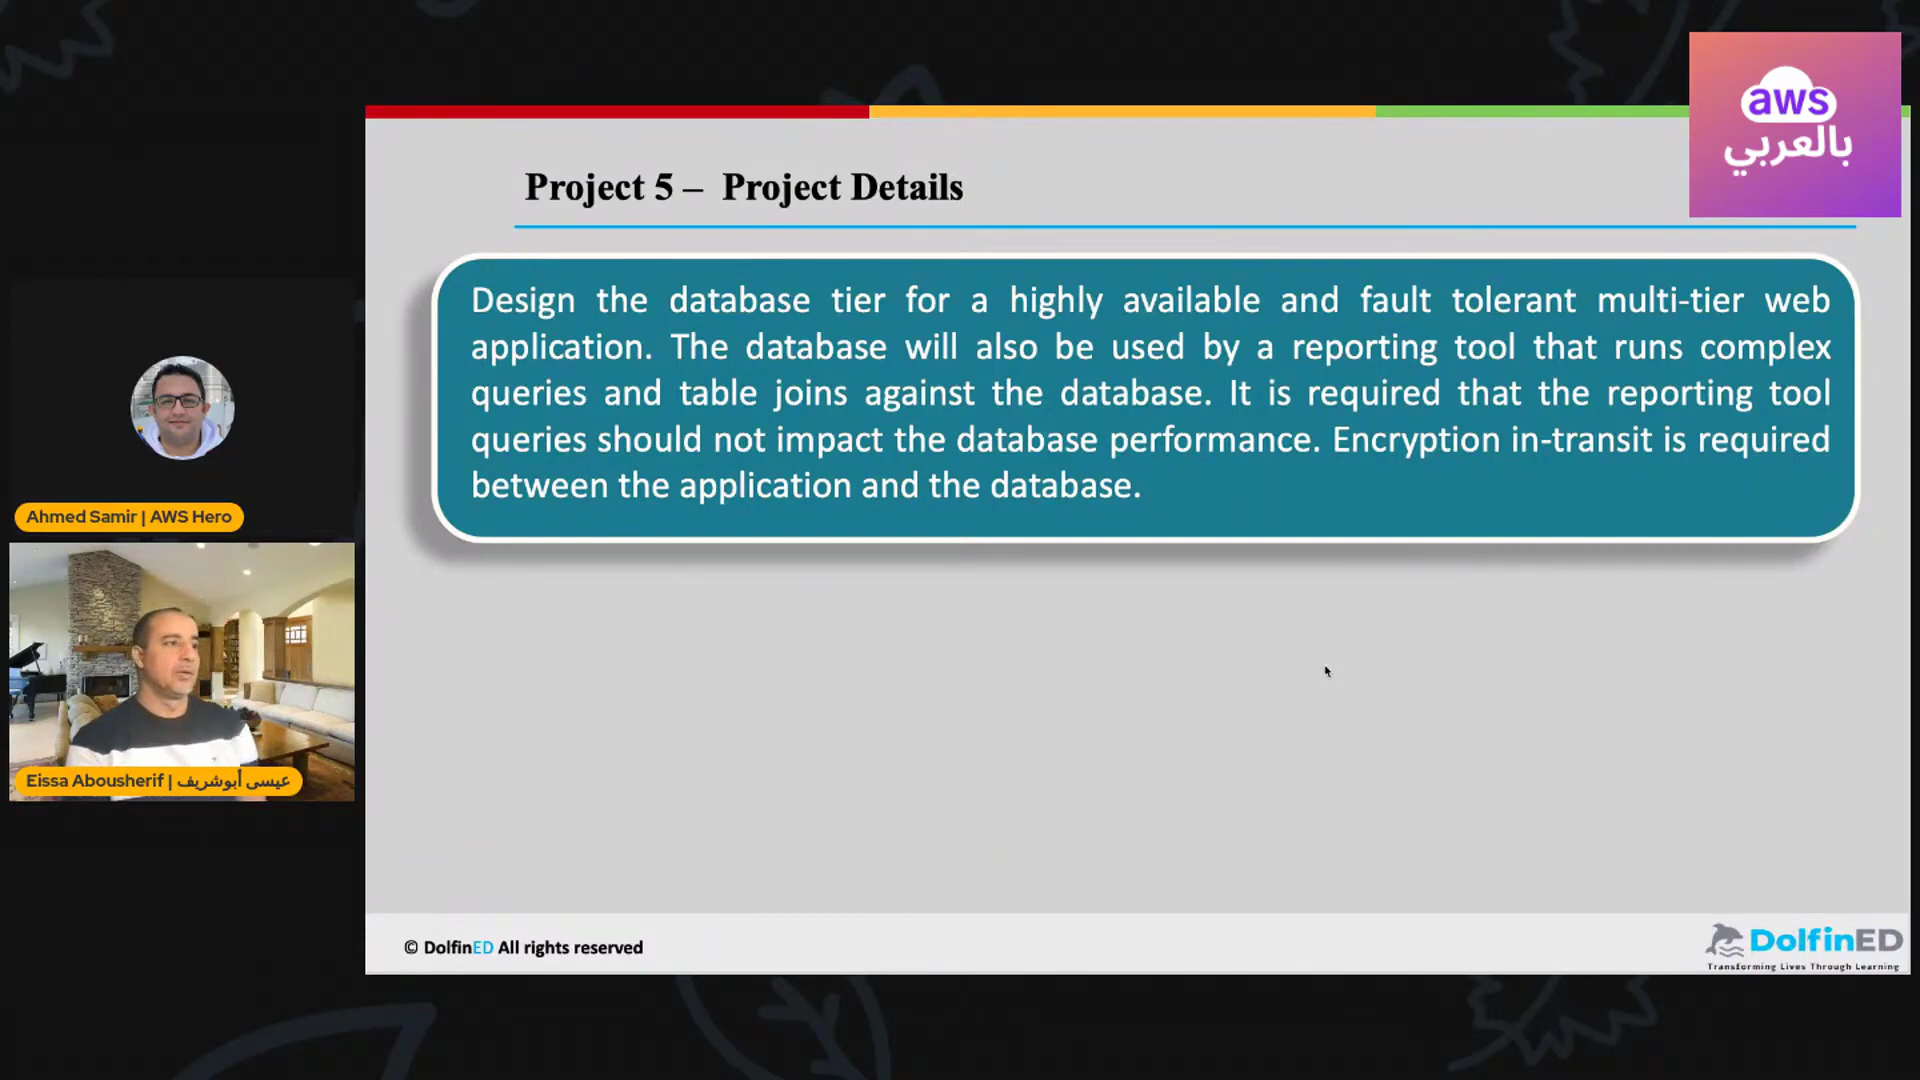 aws
بالعربي
Project 5 – Project Details
Design the database tier for a highly available and fault tolerant multi-tier web
application. The database will also be used by a reporting tool that runs complex
queries and table joins against the database. It is required that the reporting tool
queries should not impact the database performance. Encryption in-transit is required
between the application and the database.
Ahmed Samir | AWS Hero
Eissa Abousherif | عيسى أبوشريف
© DolfinED All rights reserved
DolfinED
Transforming Lives Through Learning